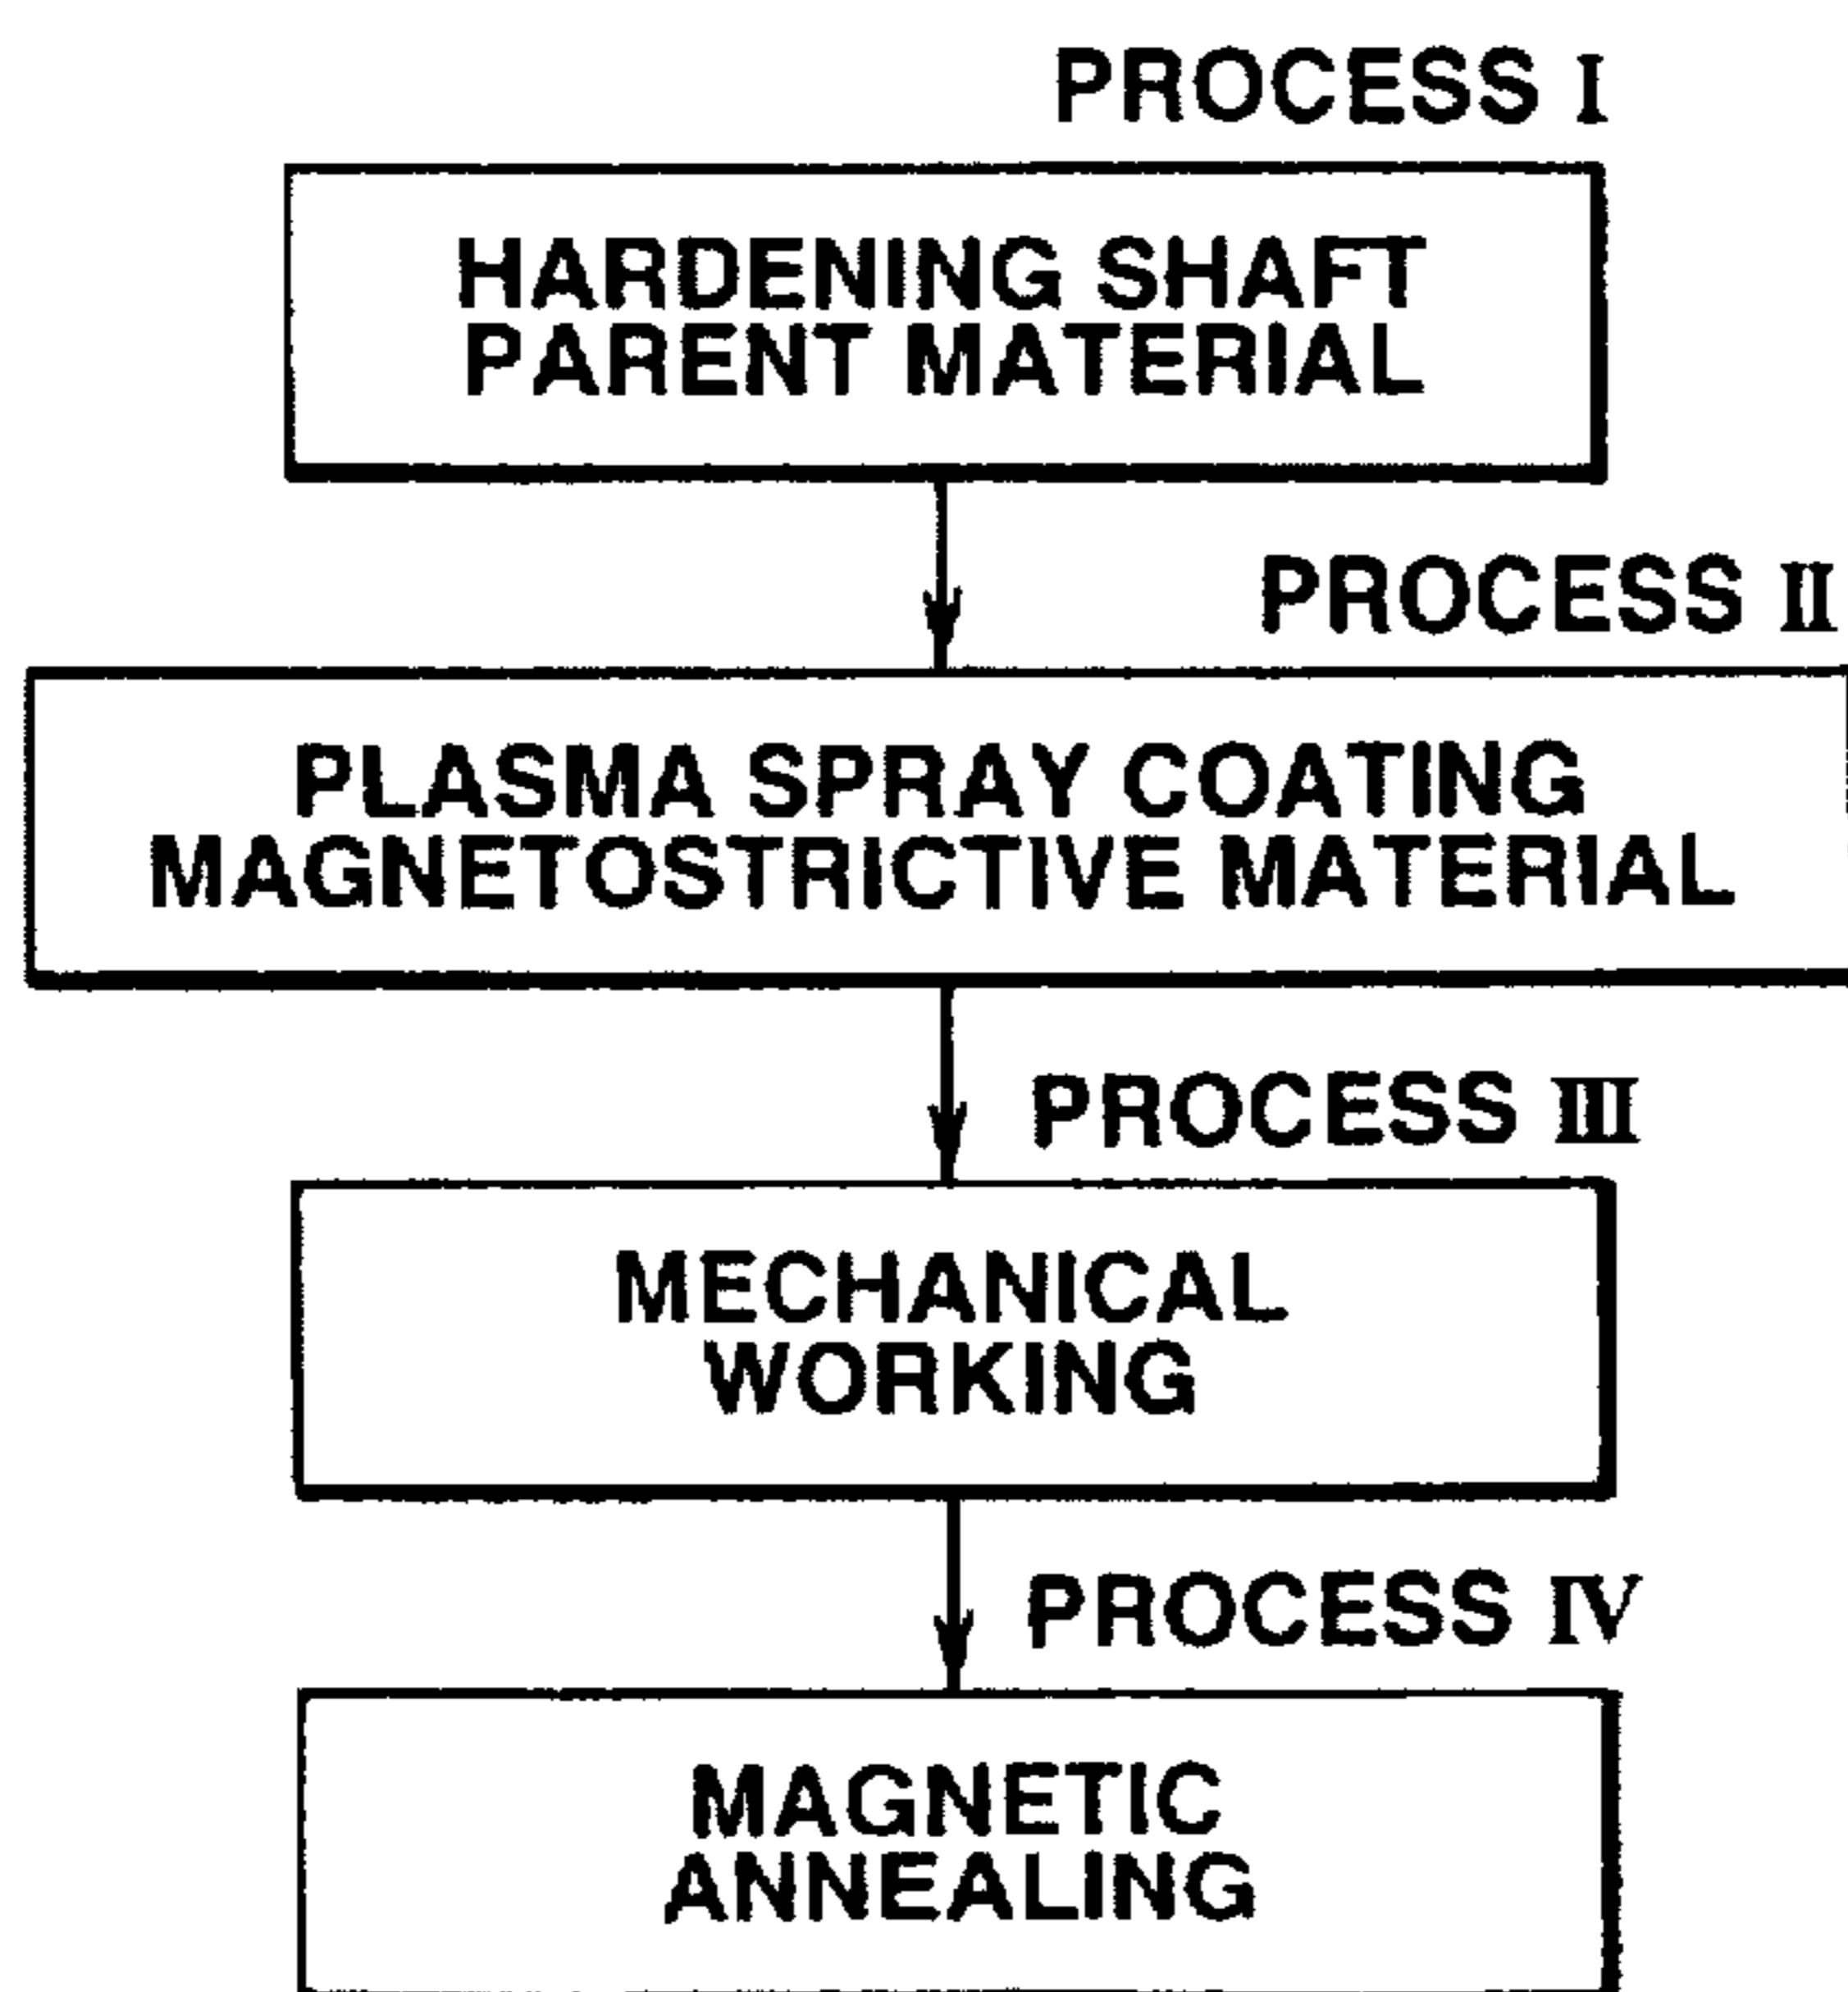 PROCESS I
HARDENING SHAFT
PARENT MATERIAL
PROCESS II
PLASMA SPRAY COATING
MAGNETOSTRICTIVE MATERIAL
PROCESS III
MECHANICAL
WORKING
PROCESS IV
MAGNETIC
ANNEALING